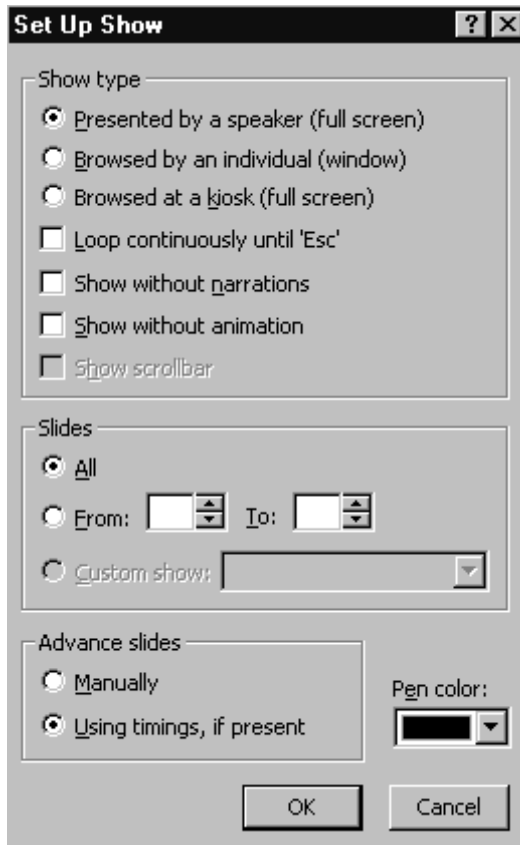 Set Up Show
Show type
Presented by a speaker (full screen)
Browsed by an individual (window)
Browsed at a kiosk (full screen)
Loop continuously until 'Esc'
Show without narrations
Show without animation
Show scrollbar
Slides
All
From: To:
Custom show:
Advance slides
Manually
Pen color:
Using timings, if present
OK Cancel